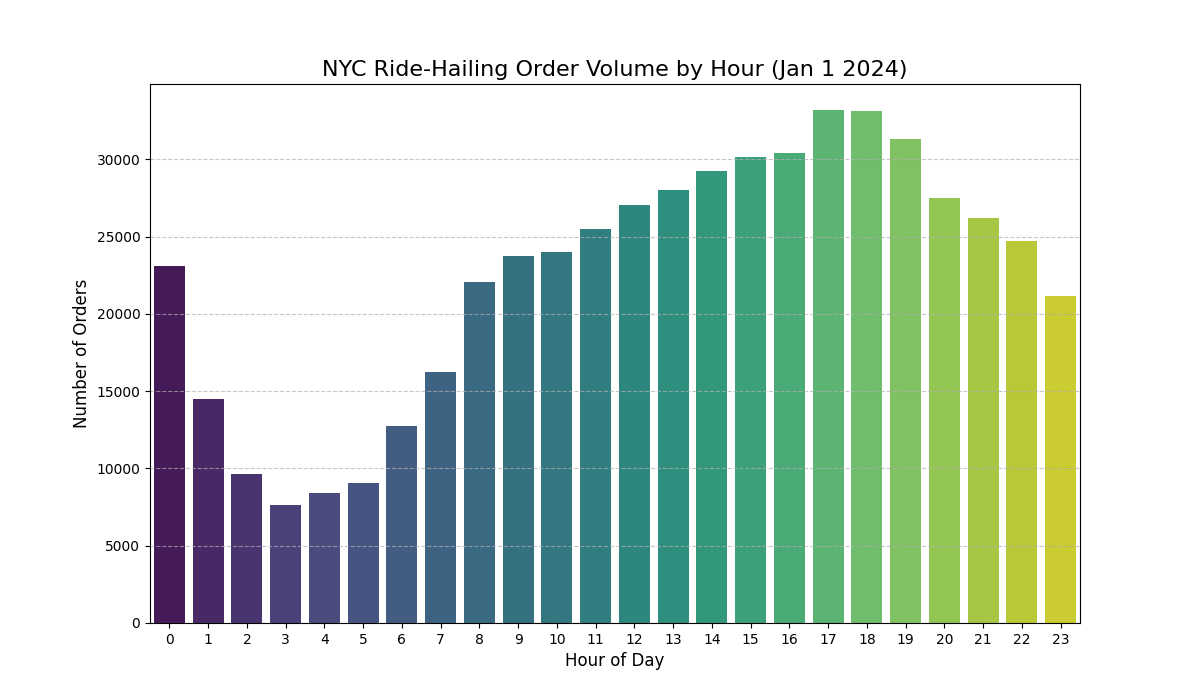 NYC Ride-Hailing Order Volume by Hour (Jan 1 2024)
Number of Orders
30000
25000
20000
15000
10000
5000
0
0 1 2 3 4 5 6 7 8 9 10 11 12 13 14 15 16 17 18 19 20 21 22 23
Hour of Day